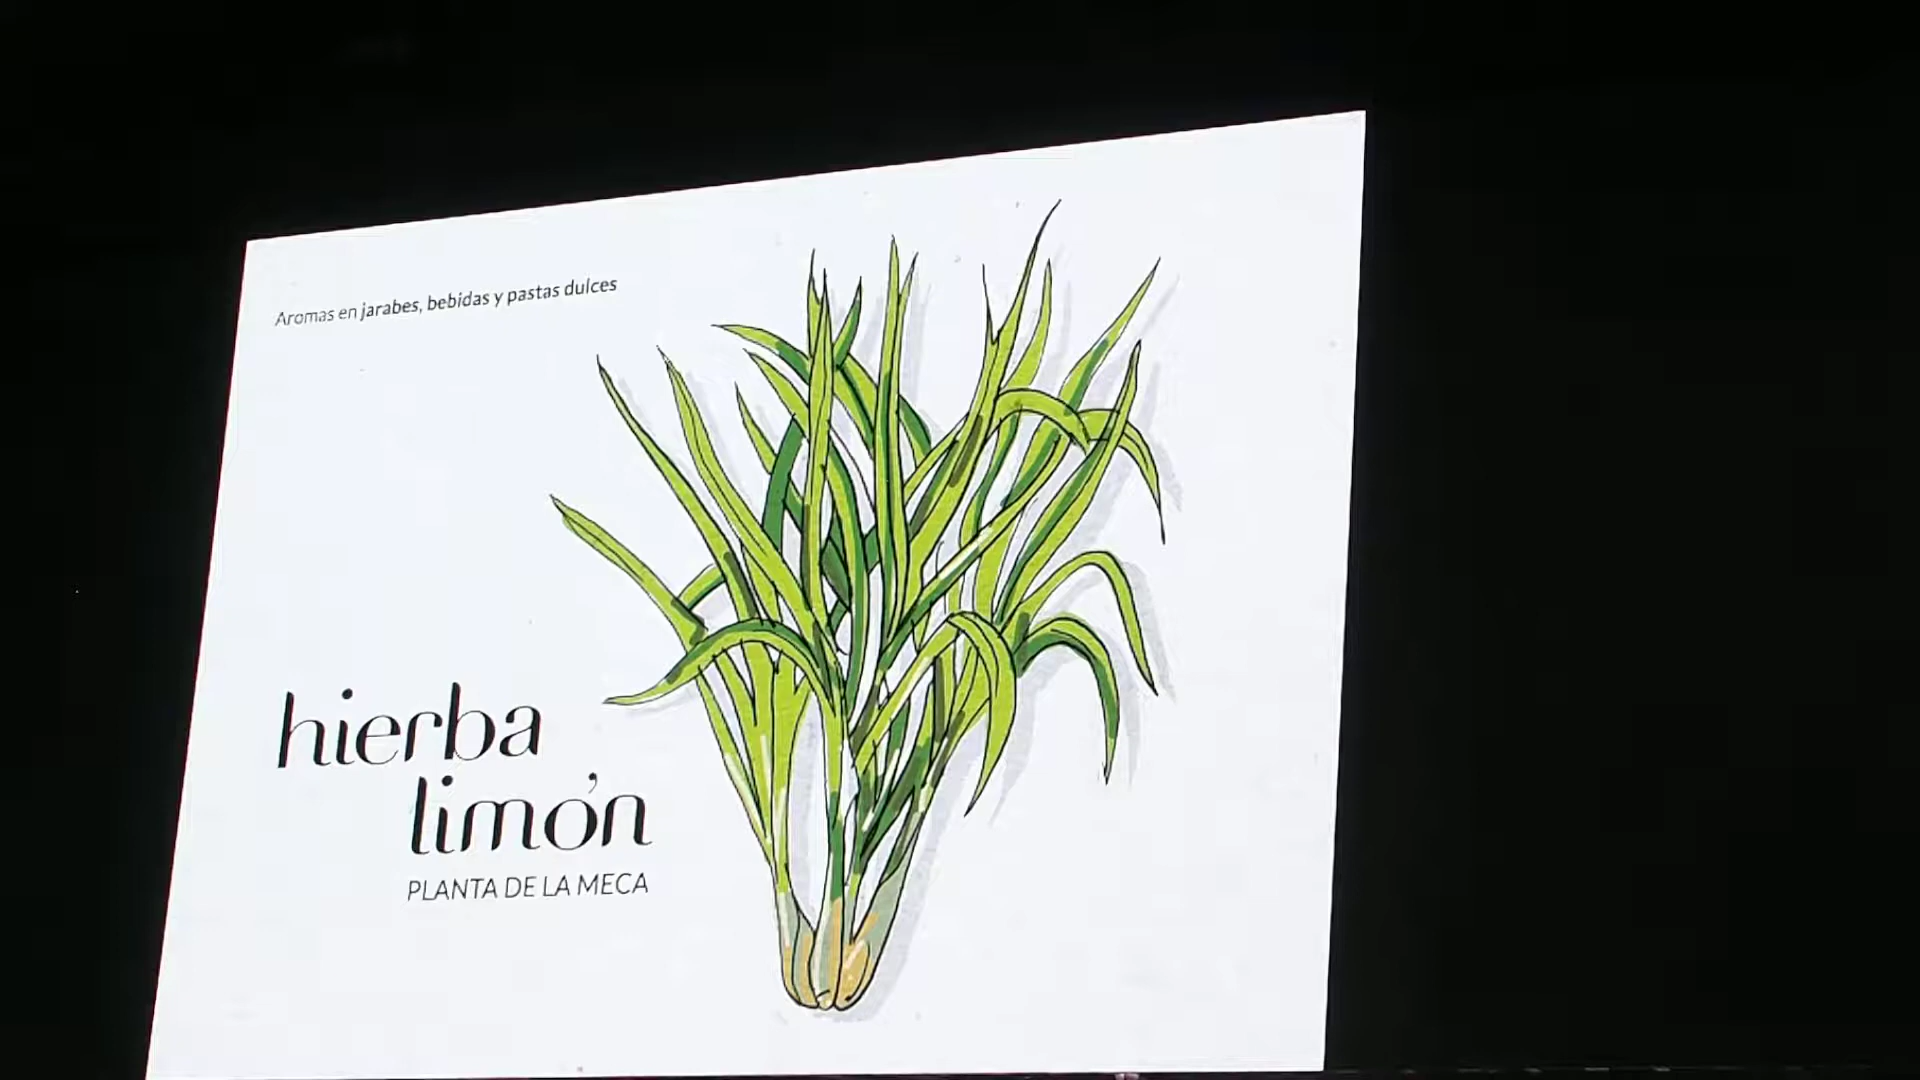 Aromas en jarabes, bebidas y pastas dulces
hierba
limón
PLANTA DE LA MECA